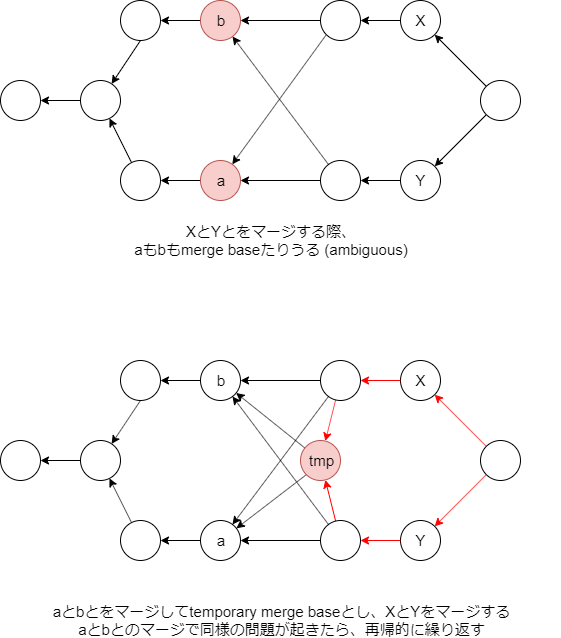 b
X
a
Y
XとYとをマージする際、
aもbもmerge baseたりうる (ambiguous)
b
X
tmp
a
Y
aとbとをマージしてtemporary merge baseとし、XとYをマージする
aとbとのマージで同様の問題が起きたら、再帰的に繰り返す